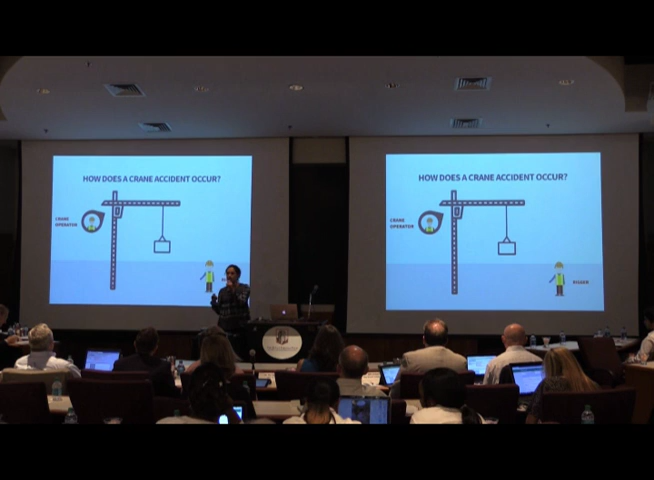 HOW DOES A CRANE ACCIDENT OCCUR?
CRANE
OPERATOR
HOW DOES A CRANE ACCIDENT OCCUR?
CRANE
OPERATOR
RIGGER